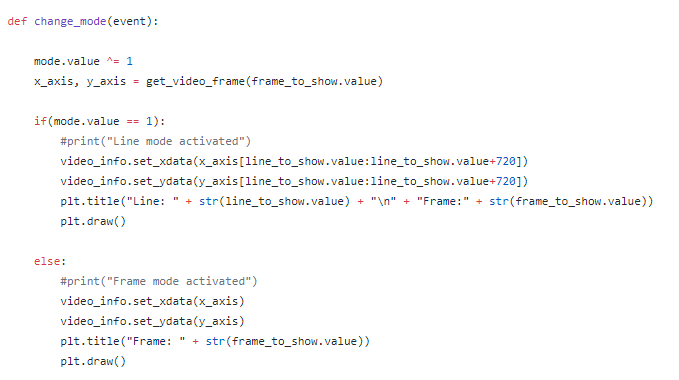 def change_mode(event):
mode.value ^= 1
x_axis, y_axis = get_video_frame(frame_to_show.value)
if(mode.value == 1):
#print("Line mode activated")
video_info.set_xdata(x_axis[line_to_show.value:line_to_show.value+720])
video_info.set_ydata(y_axis[line_to_show.value:line_to_show.value+720])
plt.title("Line: " + str(line_to_show.value) + "\n" + "Frame:" + str(frame_to_show.value))
plt.draw()
else:
#print("Frame mode activated")
video_info.set_xdata(x_axis)
video_info.set_ydata(y_axis)
plt.title("Frame: " + str(frame_to_show.value))
plt.draw()